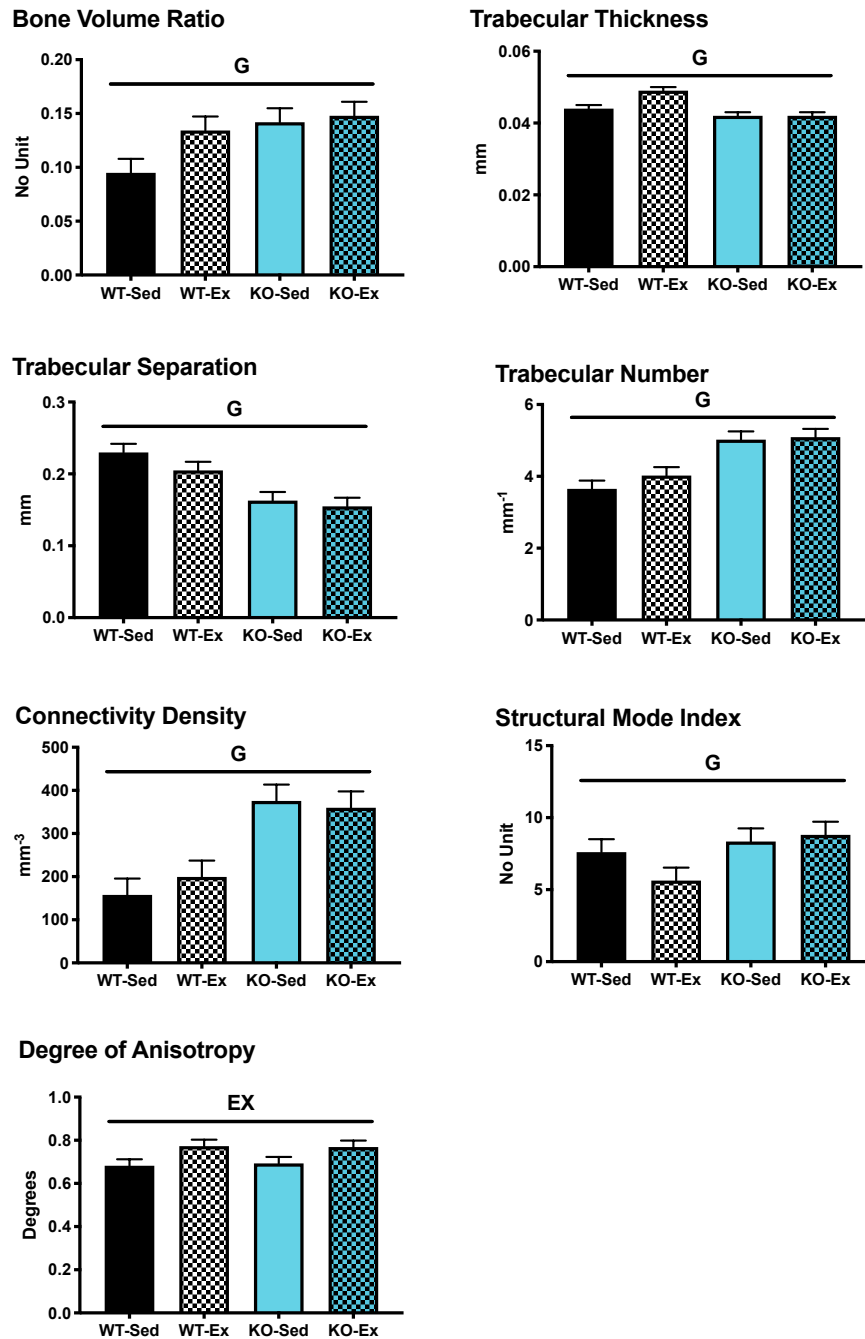 Bone Volume Ratio
G
No Unit
0.20
0.15
0.10
0.05
0.00
WT-Sed WT-Ex KO-Sed KO-Ex
Trabecular Thickness
G
mm
0.06
0.04
0.02
0.00
WT-Sed WT-Ex KO-Sed KO-Ex
Trabecular Separation
G
mm
0.3
0.2
0.1
0.0
WT-Sed WT-Ex KO-Sed KO-Ex
Trabecular Number
G
mm-1
6
4
2
0
WT-Sed WT-Ex KO-Sed KO-Ex
Connectivity Density
G
mm-3
500
400
300
200
100
0
WT-Sed WT-Ex KO-Sed KO-Ex
Structural Mode Index
G
No Unit
15
10
5
0
WT-Sed WT-Ex KO-Sed KO-Ex
Degree of Anisotropy
EX
Degrees
1.0
0.8
0.6
0.4
0.2
0.0
WT-Sed WT-Ex KO-Sed KO-Ex